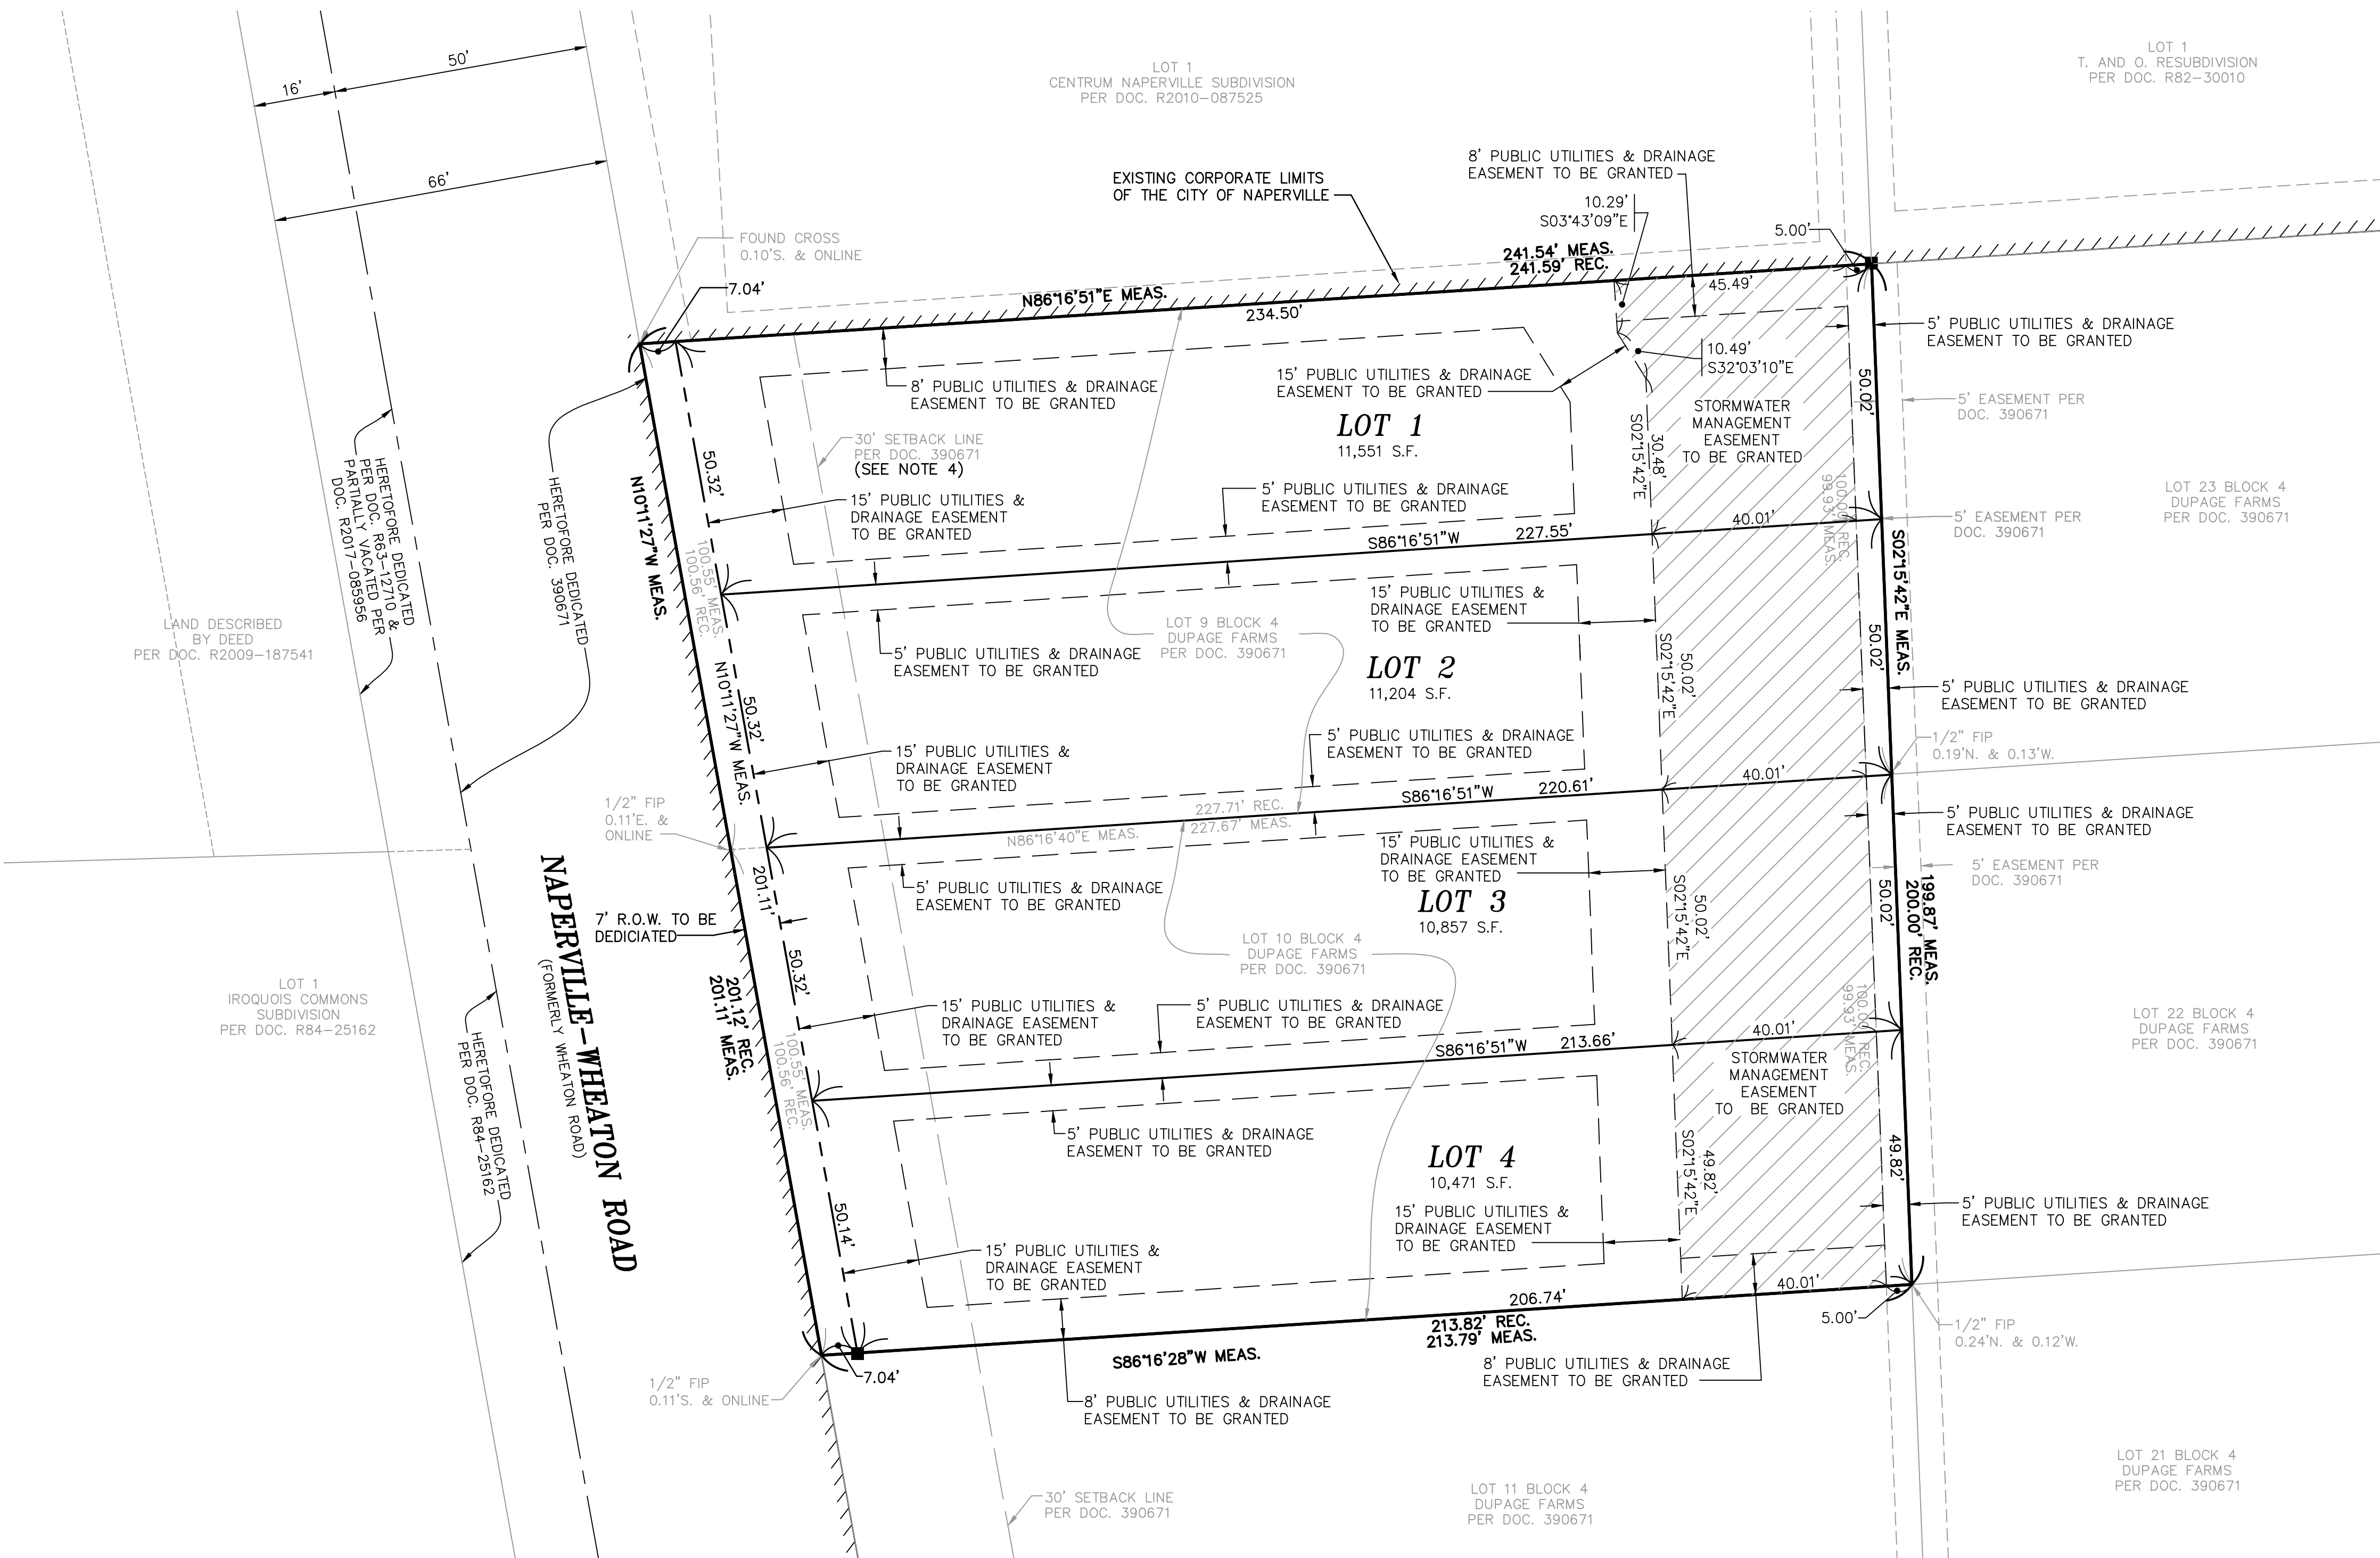 50'
16'
66'
LOT 1
CENTRUM NAPERVILLE SUBDIVISION
PER DOC. R2010-087525
LOT 1
T. AND O. RESUBDIVISION
PER DOC. R82-30010
EXISTING CORPORATE LIMITS
OF THE CITY OF NAPERVILLE
8' PUBLIC UTILITIES & DRAINAGE
EASEMENT TO BE GRANTED
10.29'
S03°43'09"E
5.00'
FOUND CROSS
0.10'S. & ONLINE
7.04'
241.54' MEAS.
241.59' REC.
N86°16'51"E MEAS.
234.50'
45.49'
10.49'
S32°03'10"E
5' PUBLIC UTILITIES & DRAINAGE
EASEMENT TO BE GRANTED
8' PUBLIC UTILITIES & DRAINAGE
EASEMENT TO BE GRANTED
15' PUBLIC UTILITIES & DRAINAGE
EASEMENT TO BE GRANTED
LOT 1
11,551 S.F.
STORMWATER
MANAGEMENT
EASEMENT
TO BE GRANTED
50.02'
5' EASEMENT PER
DOC. 390671
30' SETBACK LINE
PER DOC. 390671
(SEE NOTE 4)
50.32'
N10°11'27"W MEAS.
15' PUBLIC UTILITIES &
DRAINAGE EASEMENT
TO BE GRANTED
5' PUBLIC UTILITIES & DRAINAGE
EASEMENT TO BE GRANTED
30.48'
S02°15'42"E
100.00' REC.
99.93' MEAS.
LOT 23 BLOCK 4
DUPAGE FARMS
PER DOC. 390671
5' EASEMENT PER
DOC. 390671
S86°16'51"W
227.55'
40.01'
S02°15'42"E MEAS.
HERETOFORE DEDICATED
PER DOC. R63-12710 &
PARTIALLY VACATED PER
DOC. R2017-085956
HERETOFORE DEDICATED
PER DOC. 390671
100.55' MEAS.
100.56' REC.
LAND DESCRIBED
BY DEED
PER DOC. R2009-187541
15' PUBLIC UTILITIES &
DRAINAGE EASEMENT
TO BE GRANTED
LOT 9 BLOCK 4
DUPAGE FARMS
PER DOC. 390671
5' PUBLIC UTILITIES & DRAINAGE
EASEMENT TO BE GRANTED
LOT 2
11,204 S.F.
50.02'
S02°15'42"E
50.02'
5' PUBLIC UTILITIES & DRAINAGE
EASEMENT TO BE GRANTED
N10°11'27"W MEAS.
50.32'
15' PUBLIC UTILITIES &
DRAINAGE EASEMENT
TO BE GRANTED
5' PUBLIC UTILITIES & DRAINAGE
EASEMENT TO BE GRANTED
1/2" FIP
0.19'N. & 0.13'W.
S86°16'51"W
220.61'
40.01'
227.71' REC.
227.67' MEAS.
N86°16'40"E MEAS.
1/2" FIP
0.11'E. &
ONLINE
5' PUBLIC UTILITIES & DRAINAGE
EASEMENT TO BE GRANTED
15' PUBLIC UTILITIES &
DRAINAGE EASEMENT
TO BE GRANTED
5' EASEMENT PER
DOC. 390671
201.11'
5' PUBLIC UTILITIES & DRAINAGE
EASEMENT TO BE GRANTED
LOT 3
10,857 S.F.
50.02'
S02°15'42"E
50.02'
199.87' MEAS.
200.00' REC.
7' R.O.W. TO BE
DEDICIATED
NAPERVILLE-WHEATON ROAD
(FORMERLY WHEATON ROAD)
LOT 10 BLOCK 4
DUPAGE FARMS
PER DOC. 390671
50.32'
201.12' REC.
201.11' MEAS.
LOT 1
IROQUOIS COMMONS
SUBDIVISION
PER DOC. R84-25162
15' PUBLIC UTILITIES &
DRAINAGE EASEMENT
TO BE GRANTED
5' PUBLIC UTILITIES & DRAINAGE
EASEMENT TO BE GRANTED
100.00' REC.
99.93' MEAS.
LOT 22 BLOCK 4
DUPAGE FARMS
PER DOC. 390671
S86°16'51"W
213.66'
40.01'
HERETOFORE DEDICATED
PER DOC. R84-25162
100.55' MEAS.
100.56' REC.
STORMWATER
MANAGEMENT
EASEMENT
TO BE GRANTED
5' PUBLIC UTILITIES & DRAINAGE
EASEMENT TO BE GRANTED
LOT 4
10,471 S.F.
49.82'
S02°15'42"E
49.82'
5' PUBLIC UTILITIES & DRAINAGE
EASEMENT TO BE GRANTED
15' PUBLIC UTILITIES &
DRAINAGE EASEMENT
TO BE GRANTED
50.14'
15' PUBLIC UTILITIES &
DRAINAGE EASEMENT
TO BE GRANTED
206.74'
40.01'
5.00'
213.82' REC.
213.79' MEAS.
S86°16'28"W MEAS.
1/2" FIP
0.24'N. & 0.12'W.
7.04'
1/2" FIP
0.11'S. & ONLINE
8' PUBLIC UTILITIES & DRAINAGE
EASEMENT TO BE GRANTED
8' PUBLIC UTILITIES & DRAINAGE
EASEMENT TO BE GRANTED
30' SETBACK LINE
PER DOC. 390671
LOT 11 BLOCK 4
DUPAGE FARMS
PER DOC. 390671
LOT 21 BLOCK 4
DUPAGE FARMS
PER DOC. 390671